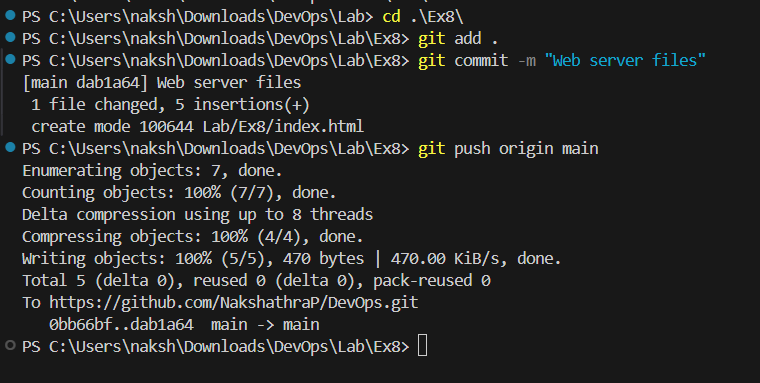 PS C:\Users\naksh\Downloads\DevOps\Lab> cd .\Ex8\
PS C:\Users\naksh\Downloads\DevOps\Lab\Ex8> git add .
PS C:\Users\naksh\Downloads\DevOps\Lab\Ex8> git commit -m "Web server files"
[main dab1a64] Web server files
 1 file changed, 5 insertions(+)
 create mode 100644 Lab/Ex8/index.html
PS C:\Users\naksh\Downloads\DevOps\Lab\Ex8> git push origin main
Enumerating objects: 7, done.
Counting objects: 100% (7/7), done.
Delta compression using up to 8 threads
Compressing objects: 100% (4/4), done.
Writing objects: 100% (5/5), 470 bytes | 470.00 KiB/s, done.
Total 5 (delta 0), reused 0 (delta 0), pack-reused 0
To https://github.com/NakshathraP/DevOps.git
   0bb66bf..dab1a64  main -> main
PS C:\Users\naksh\Downloads\DevOps\Lab\Ex8>